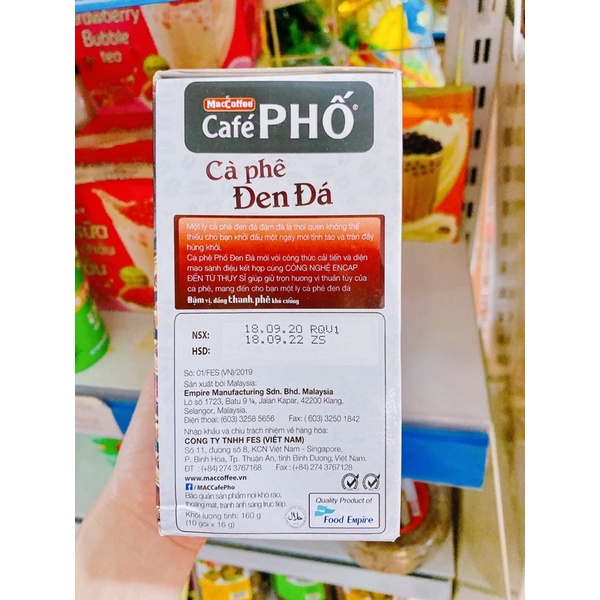 Strawberry
Bubble
tea
MacCoffee
Café PHỐ®
Cà phê
Đen Đá
Một ly cà phê đen đá đậm đà là thói quen không thể
thiếu cho bạn khởi đầu một ngày mới tỉnh táo và tràn đầy
hứng khởi.
Cà phê Phố Đen Đá mới với công thức cải tiến và diện
mạo sành điệu kết hợp cùng CÔNG NGHỆ ENCAP
ĐẾN TỪ THỤY SĨ giúp giữ trọn hương vị thuần túy của
cà phê, mang đến cho bạn một ly cà phê đen đá
Đậm vị, đắng thanh, phê khó cưỡng
NSX: 18.09.20 RQV1
HSD: 18.09.22 ZS
Số: 01/FES (VN)/2019
Sản xuất bởi Malaysia:
Empire Manufacturing Sdn. Bhd. Malaysia
Lô số 1723, Batu 9 ¼, Jalan Kapar, 42200 Klang,
Selangor, Malaysia.
Điện thoại: (603) 3258 5656 Fax: (603) 3250 1842
Nhập khẩu và chịu trách nhiệm về hàng hóa:
CÔNG TY TNHH FES (VIỆT NAM)
Số 11, đường số 8, KCN Việt Nam - Singapore,
P. Bình Hòa, Tp. Thuận An, tỉnh Bình Dương, Việt Nam.
ĐT : (+84) 274 3767168 Fax : (+84) 274 3767128
www.maccoffee.vn
/MACCafePho
Bảo quản sản phẩm nơi khô ráo,
thoáng mát, tránh ánh sáng trực tiếp.
Khối lượng tịnh: 160 g
(10 gói x 16 g)
Quality Product of
Food Empire